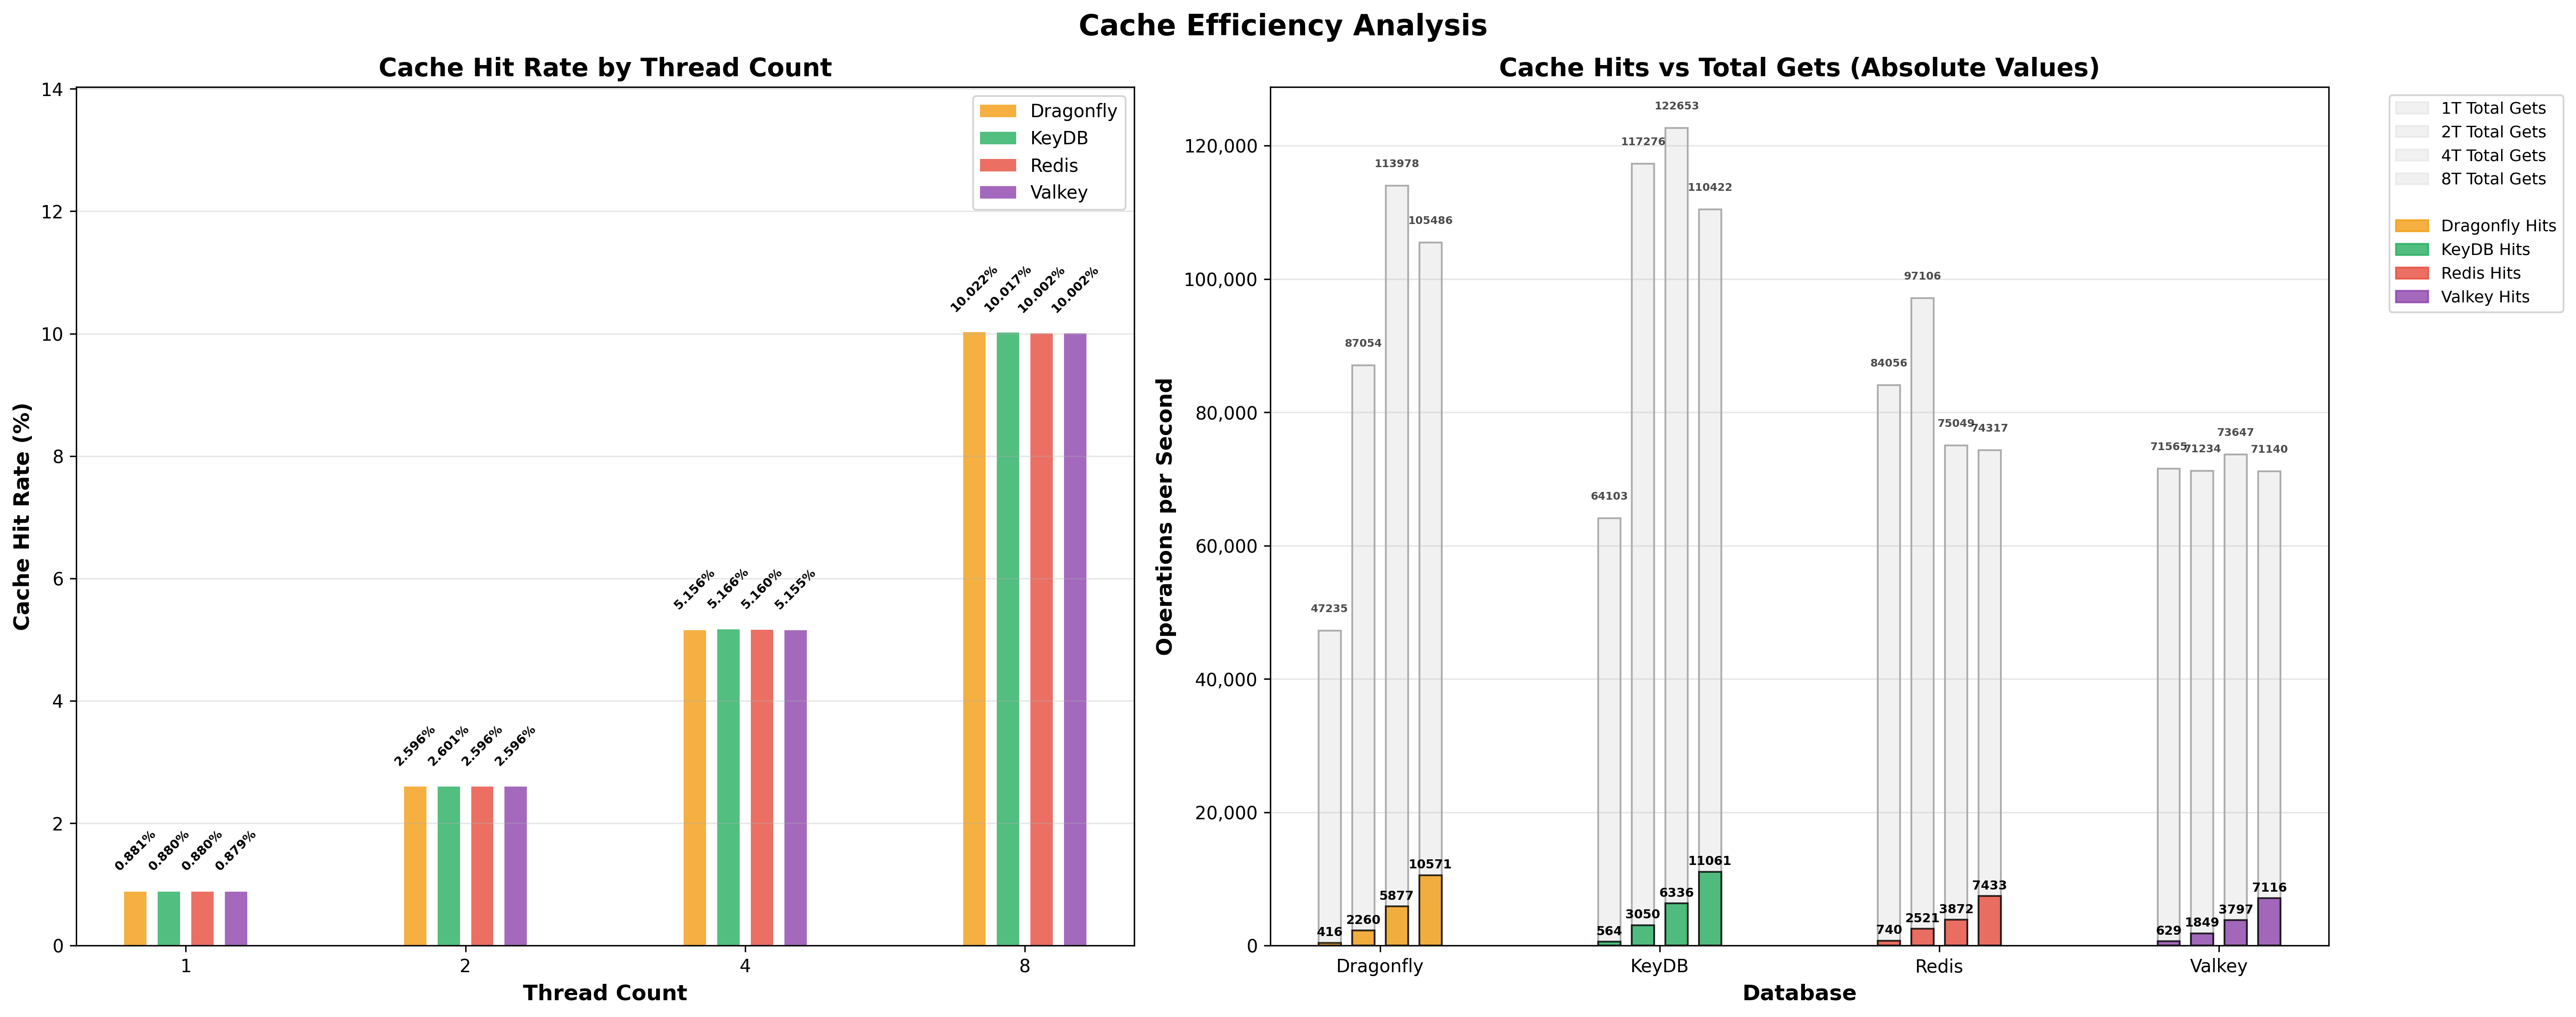 Cache Efficiency Analysis
Cache Hit Rate by Thread Count
Cache Hit Rate (%)
14
12
10
8
6
4
2
0
Dragonfly
KeyDB
Redis
Valkey
0.881%
0.880%
0.880%
0.879%
2.596%
2.601%
2.596%
2.596%
5.156%
5.166%
5.160%
5.155%
10.022%
10.017%
10.002%
10.002%
1
2
4
8
Thread Count
Cache Hits vs Total Gets (Absolute Values)
Operations per Second
120,000
100,000
80,000
60,000
40,000
20,000
0
47235
87054
113978
105486
416
2260
5877
10571
64103
117276
122653
110422
564
3050
6336
11061
84056
97106
75049
74317
740
2521
3872
7433
71565
71234
73647
71140
629
1849
3797
7116
Dragonfly
KeyDB
Redis
Valkey
Database
1T Total Gets
2T Total Gets
4T Total Gets
8T Total Gets
Dragonfly Hits
KeyDB Hits
Redis Hits
Valkey Hits